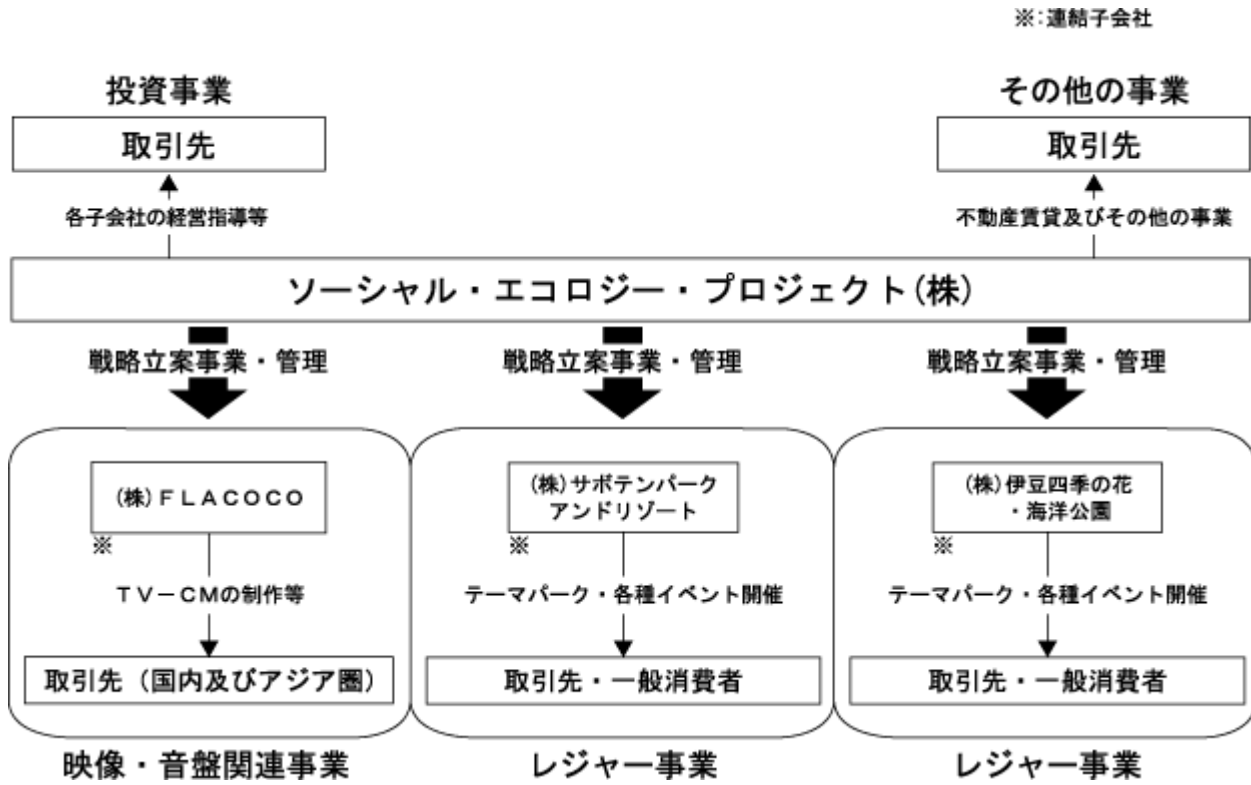 ※:連結子会社
投資事業
その他の事業
取引先
取引先
各子会社の経営指導等
不動産賃貸及びその他の事業
ソーシャル・エコロジー・プロジェクト(株)
戦略立案事業・管理
戦略立案事業・管理
戦略立案事業・管理
(株)ＦＬＡＣＯＣＯ
※
ＴＶ－ＣＭの制作等
取引先（国内及びアジア圏）
映像・音盤関連事業
(株)サボテンパーク
アンドリゾート
※
テーマパーク・各種イベント開催
取引先・一般消費者
レジャー事業
(株)伊豆四季の花
・海洋公園
※
テーマパーク・各種イベント開催
取引先・一般消費者
レジャー事業